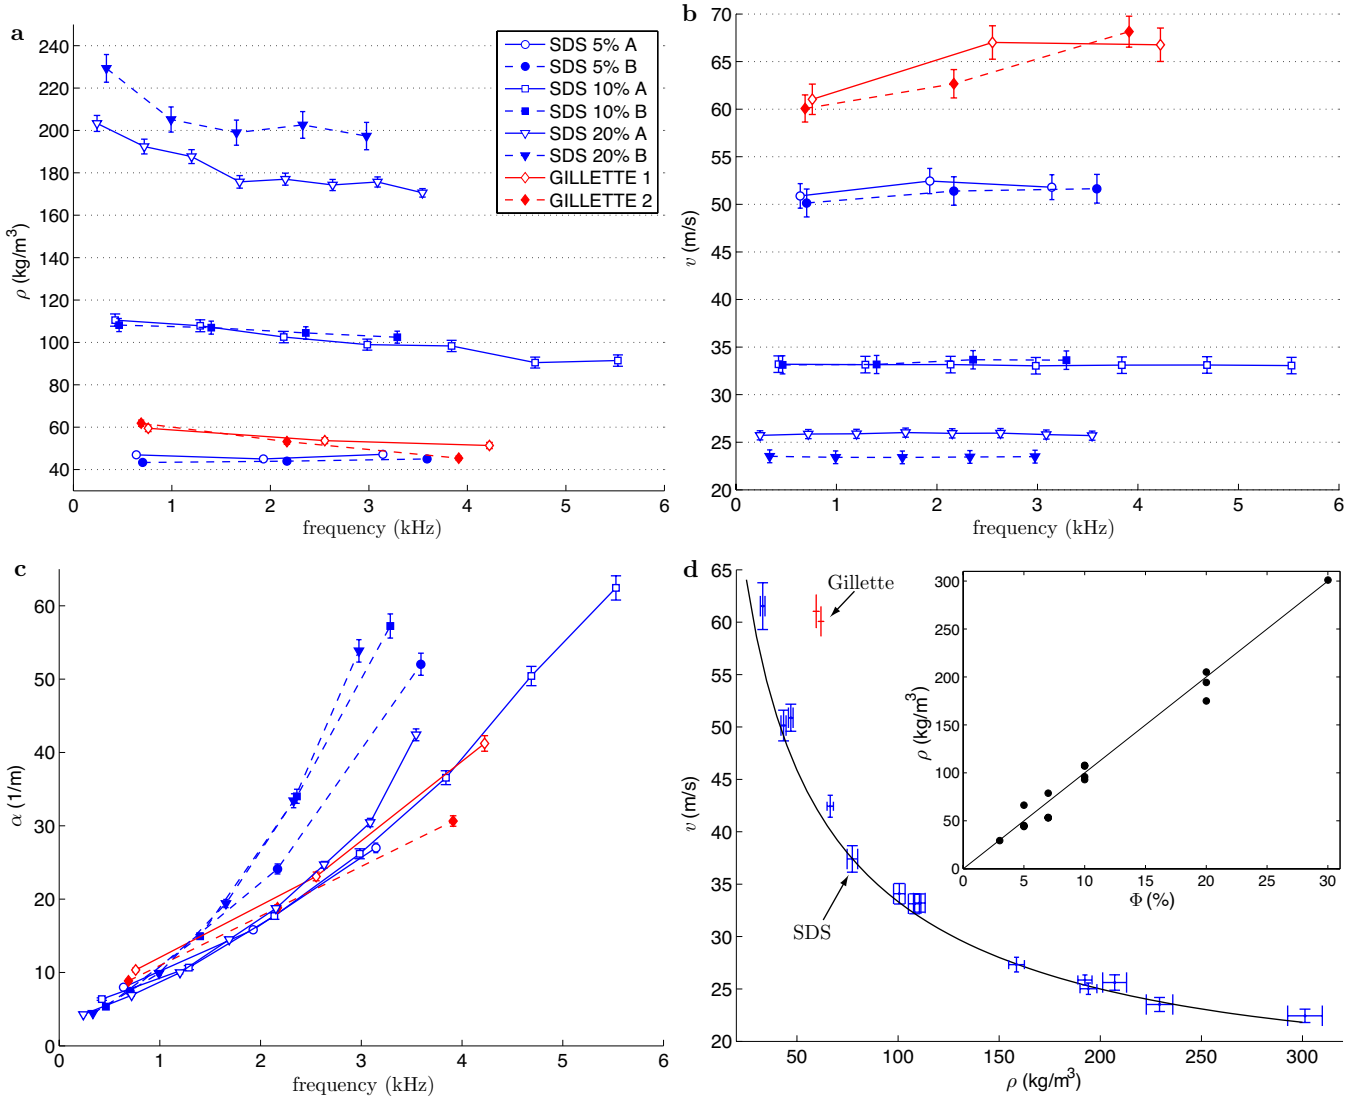 a
240
220
200
180
160
140
120
100
80
60
40
0 1 2 3 4 5 6
ρ (kg/m³)
frequency (kHz)
SDS 5% A
SDS 5% B
SDS 10% A
SDS 10% B
SDS 20% A
SDS 20% B
GILLETTE 1
GILLETTE 2
b
70
65
60
55
50
45
40
35
30
25
20
0 1 2 3 4 5 6
v (m/s)
frequency (kHz)
c
60
50
40
30
20
10
0
0 1 2 3 4 5 6
α (1/m)
frequency (kHz)
d
65
60
55
50
45
40
35
30
25
20
50 100 150 200 250 300
v (m/s)
ρ (kg/m³)
Gillette
SDS
300
250
200
150
100
50
0
0 5 10 15 20 25 30
ρ (kg/m³)
Φ (%)